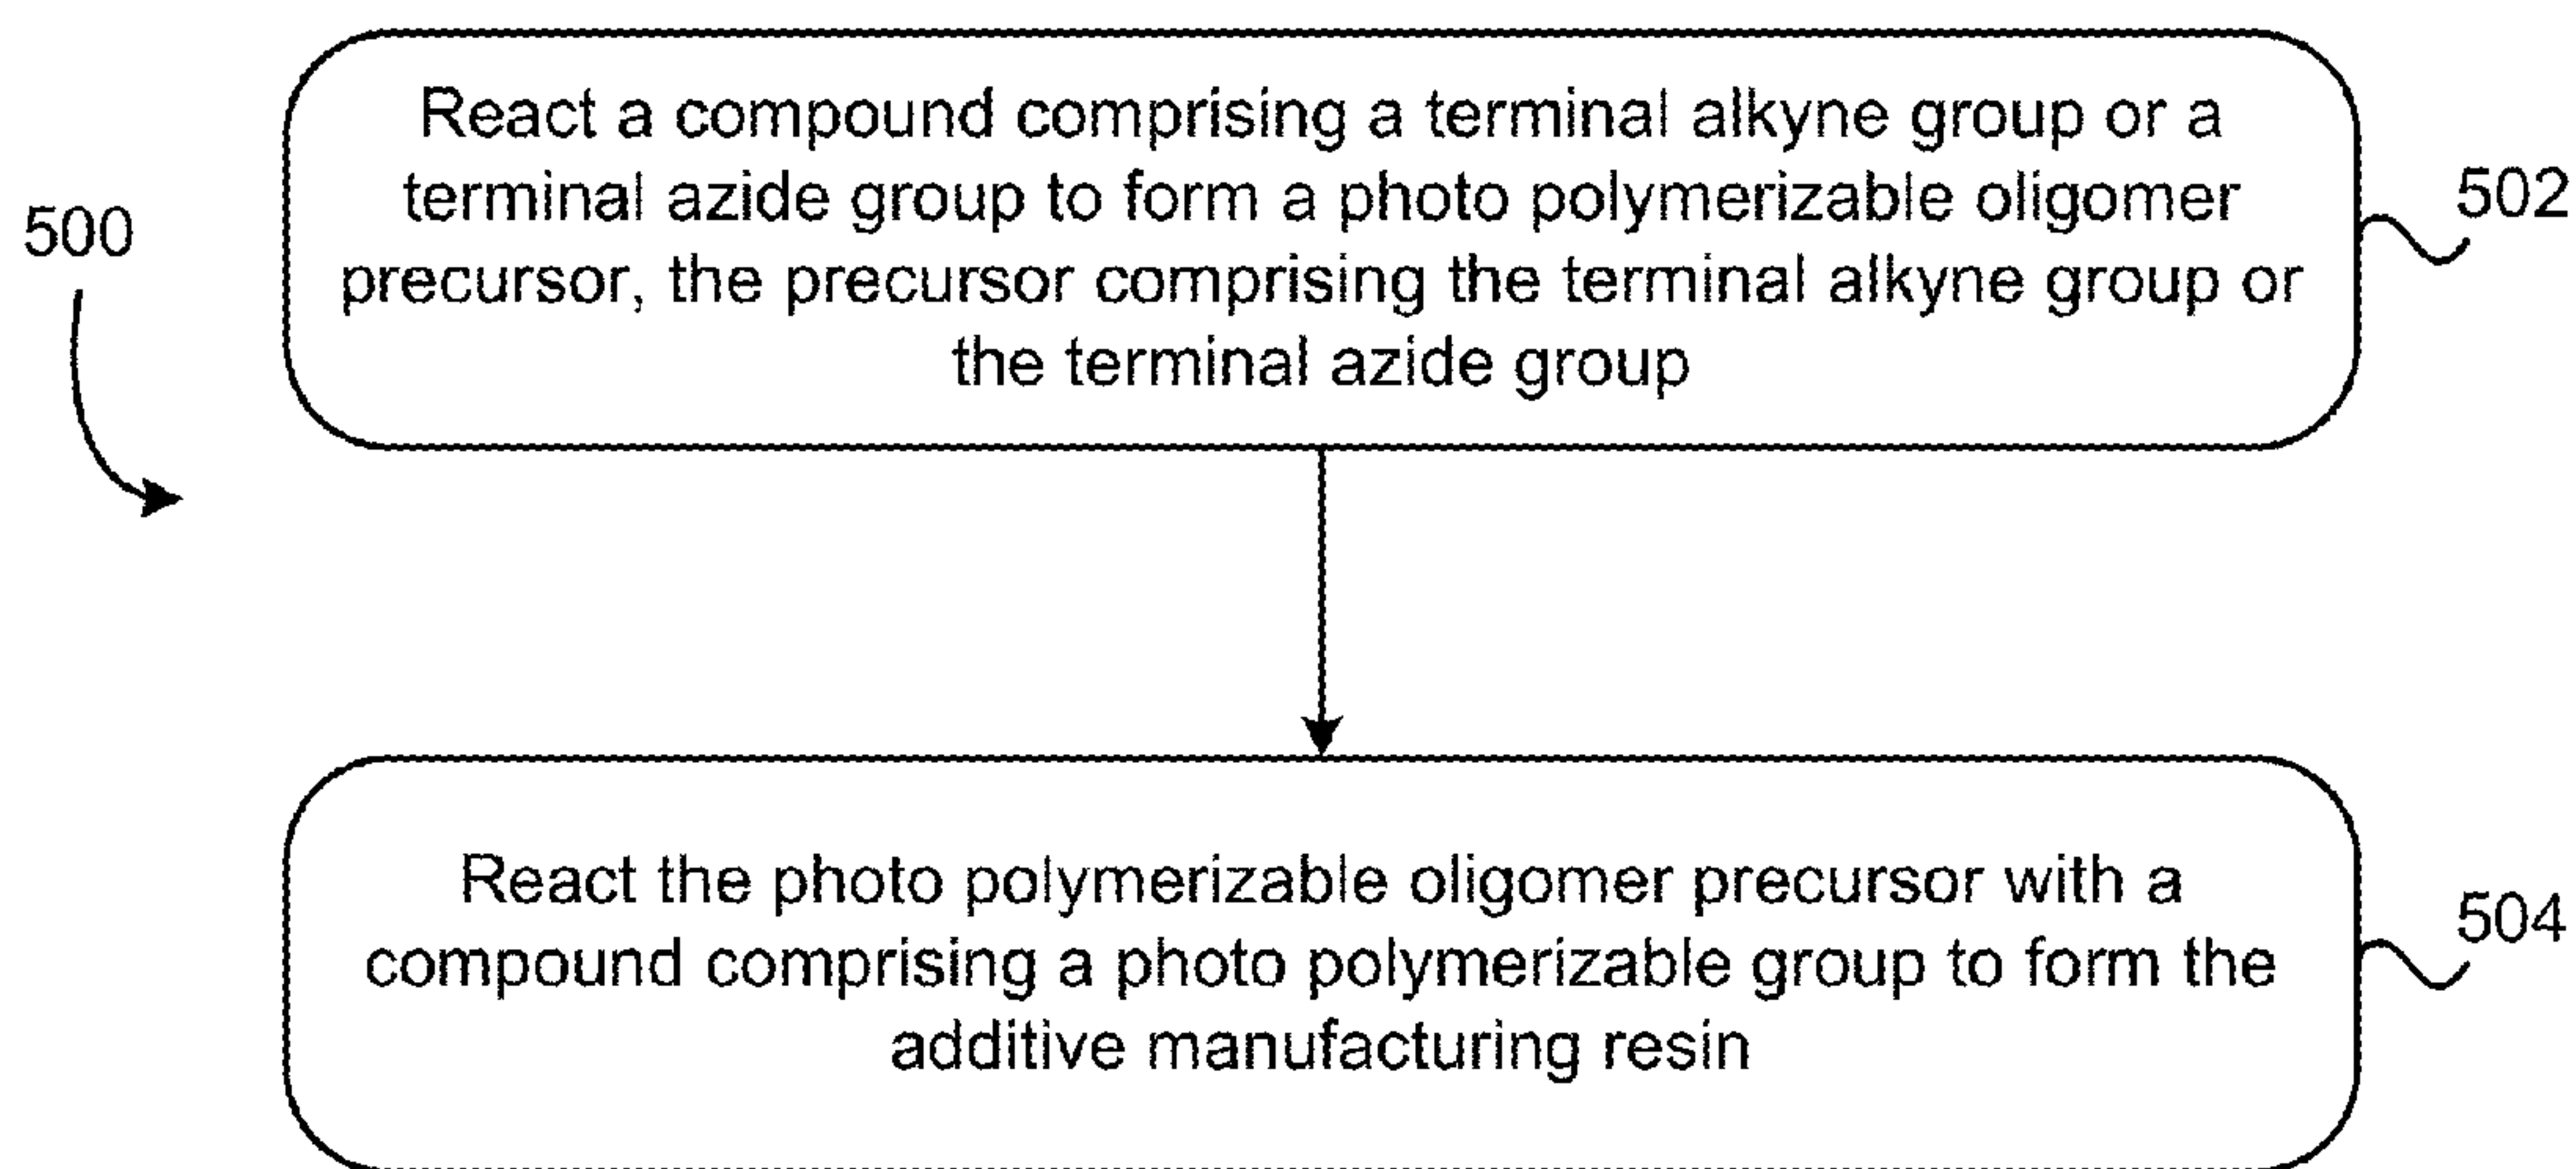 React a compound comprising a terminal alkyne group or a
terminal azide group to form a photo polymerizable oligomer
precursor, the precursor comprising the terminal alkyne group or
the terminal azide group
502
500
React the photo polymerizable oligomer precursor with a
compound comprising a photo polymerizable group to form the
additive manufacturing resin
504